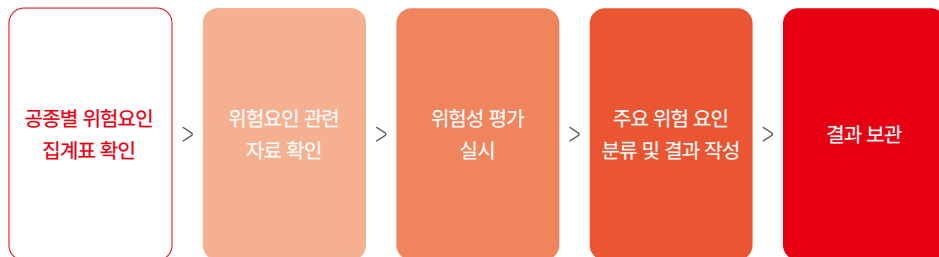 공종별 위험요인
집계표 확인
>
위험요인 관련
자료 확인
>
위험성 평가
실시
>
주요 위험 요인
분류 및 결과 작성
>
결과 보관